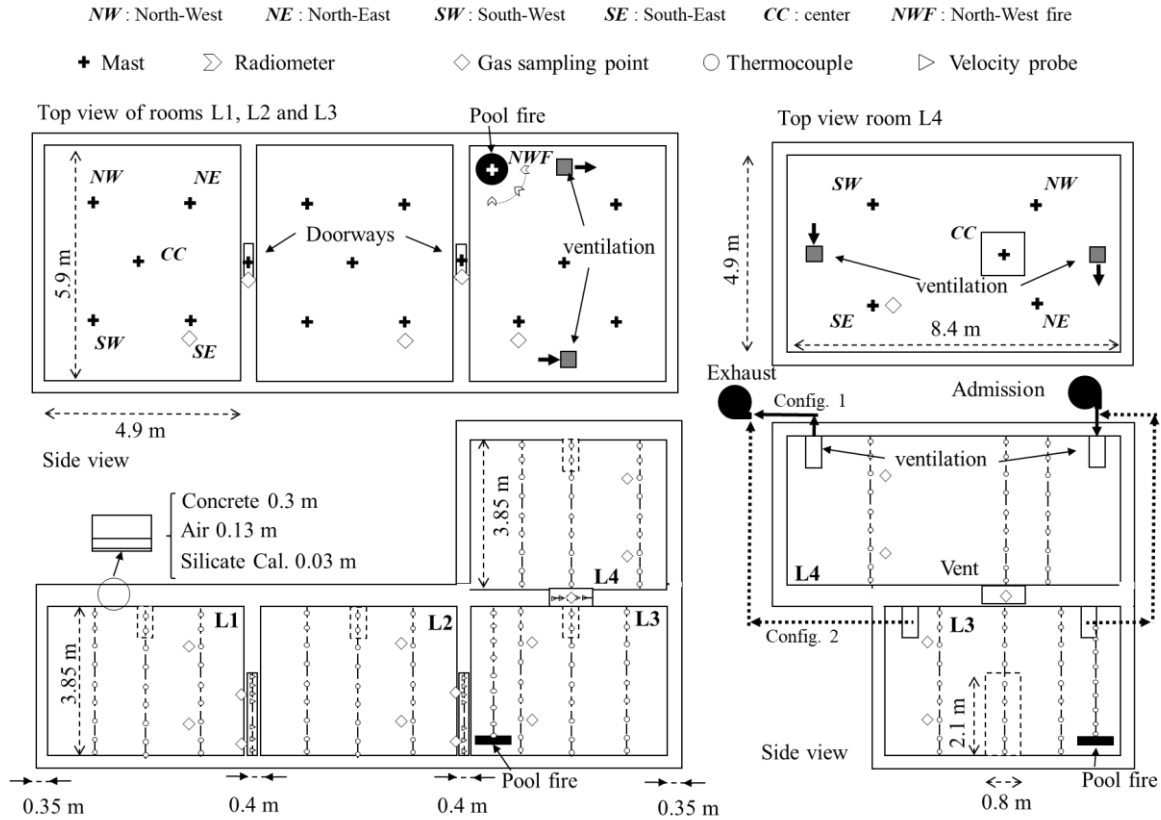 NW : North-West NE : North-East SW : South-West SE : South-East CC : center NWF : North-West fire
Mast Radiometer Gas sampling point Thermocouple Velocity probe
Top view of rooms L1, L2 and L3
Pool fire
Top view room L4
NW
NE
NWF
5.9 m
CC
Doorways
ventilation
SW
SE
4.9 m
SW
NW
CC
4.9 m
ventilation
SE
NE
8.4 m
Exhaust
Config. 1
Admission
Side view
3.85 m
ventilation
Concrete 0.3 m
Air 0.13 m
Silicate Cal. 0.03 m
L4
L4
Vent
L1
L2
L3
L3
Config. 2
3.85 m
2.1 m
Side view
Pool fire
Pool fire
0.35 m
0.4 m
0.4 m
0.35 m
0.8 m